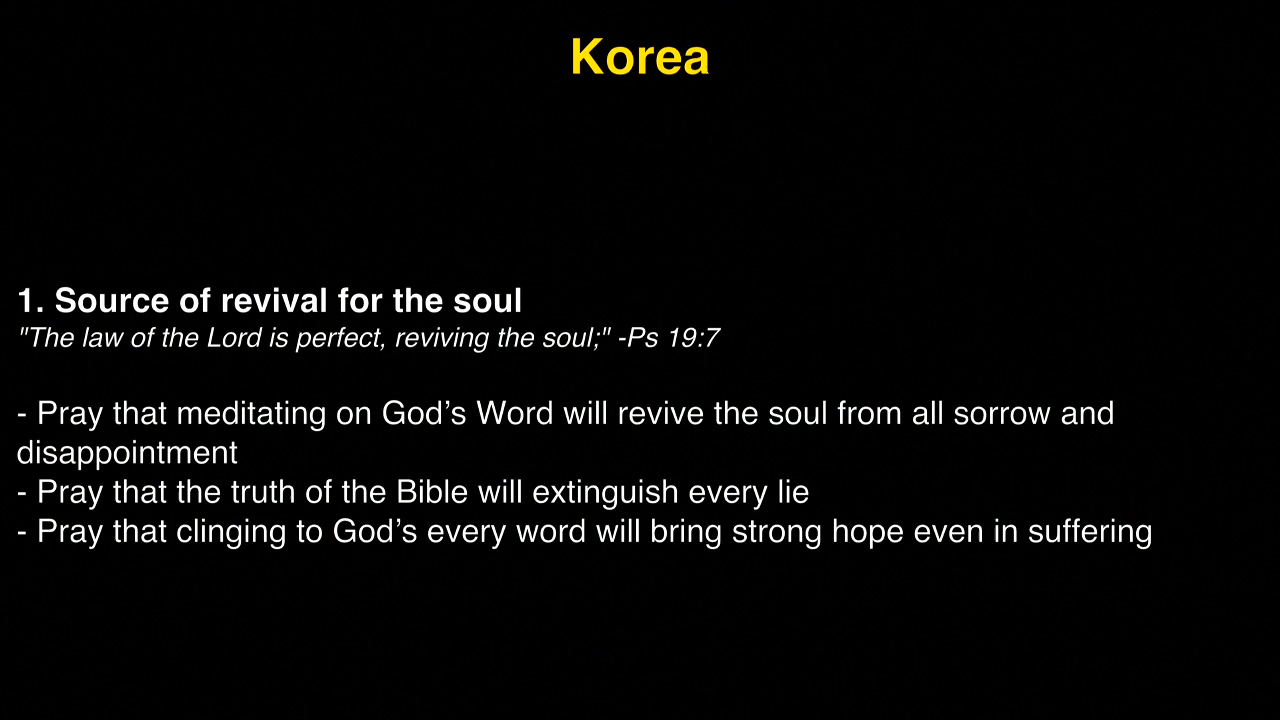 Korea
1. Source of revival for the soul
"The law of the Lord is perfect, reviving the soul;" -Ps 19:7
- Pray that meditating on God’s Word will revive the soul from all sorrow and
disappointment
- Pray that the truth of the Bible will extinguish every lie
- Pray that clinging to God’s every word will bring strong hope even in suffering